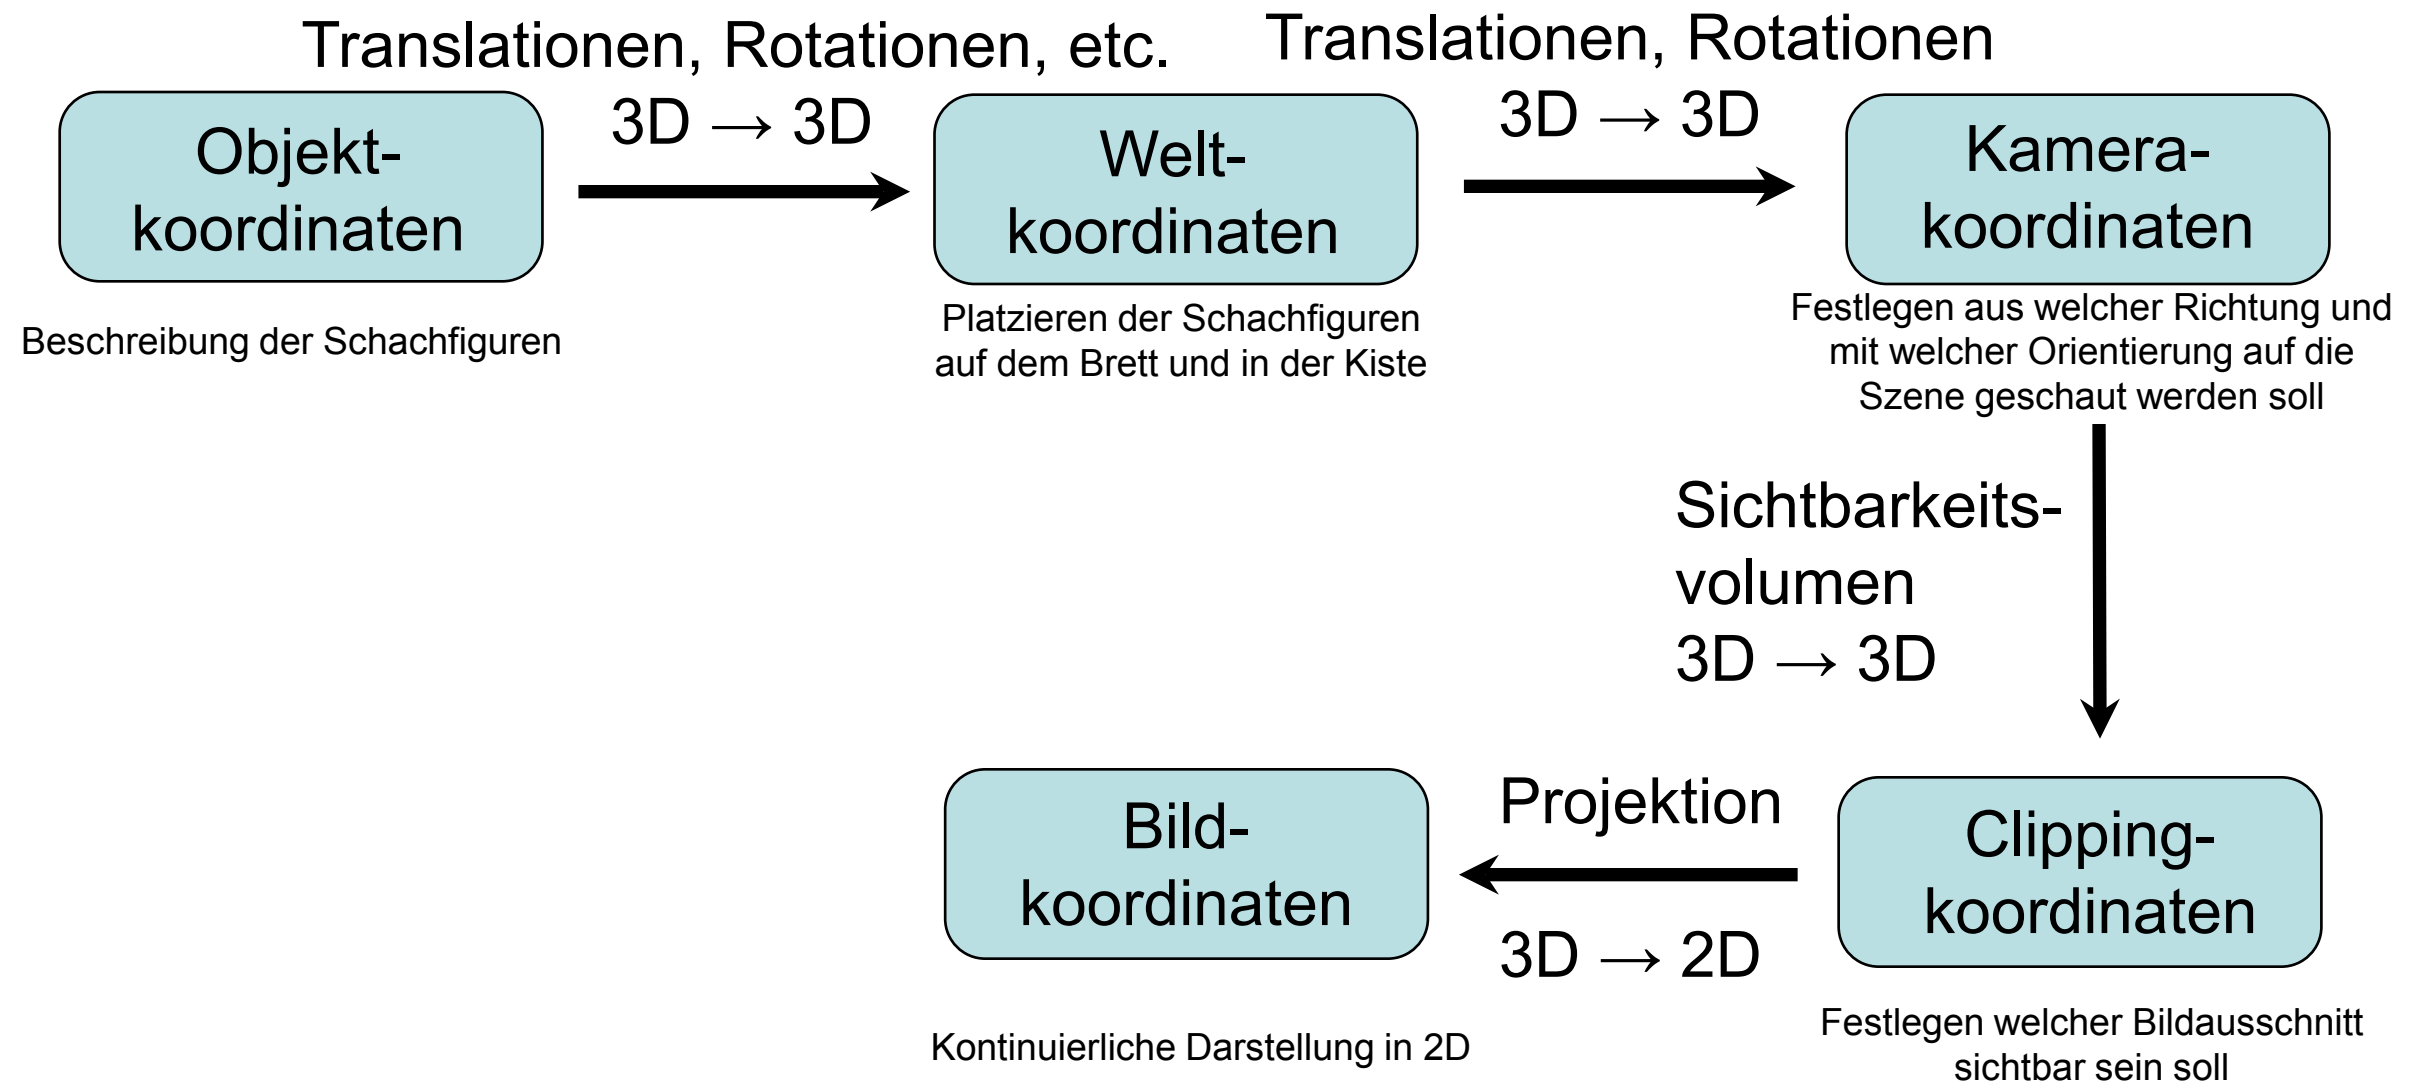 Translationen, Rotationen, etc.
3D → 3D
Translationen, Rotationen
3D → 3D
Objekt-
koordinaten
Welt-
koordinaten
Kamera-
koordinaten
Beschreibung der Schachfiguren
Platzieren der Schachfiguren
auf dem Brett und in der Kiste
Festlegen aus welcher Richtung und
mit welcher Orientierung auf die
Szene geschaut werden soll
Sichtbarkeits-
volumen
3D → 3D
Clipping-
koordinaten
Festlegen welcher Bildausschnitt
sichtbar sein soll
Projektion
3D → 2D
Bild-
koordinaten
Kontinuierliche Darstellung in 2D